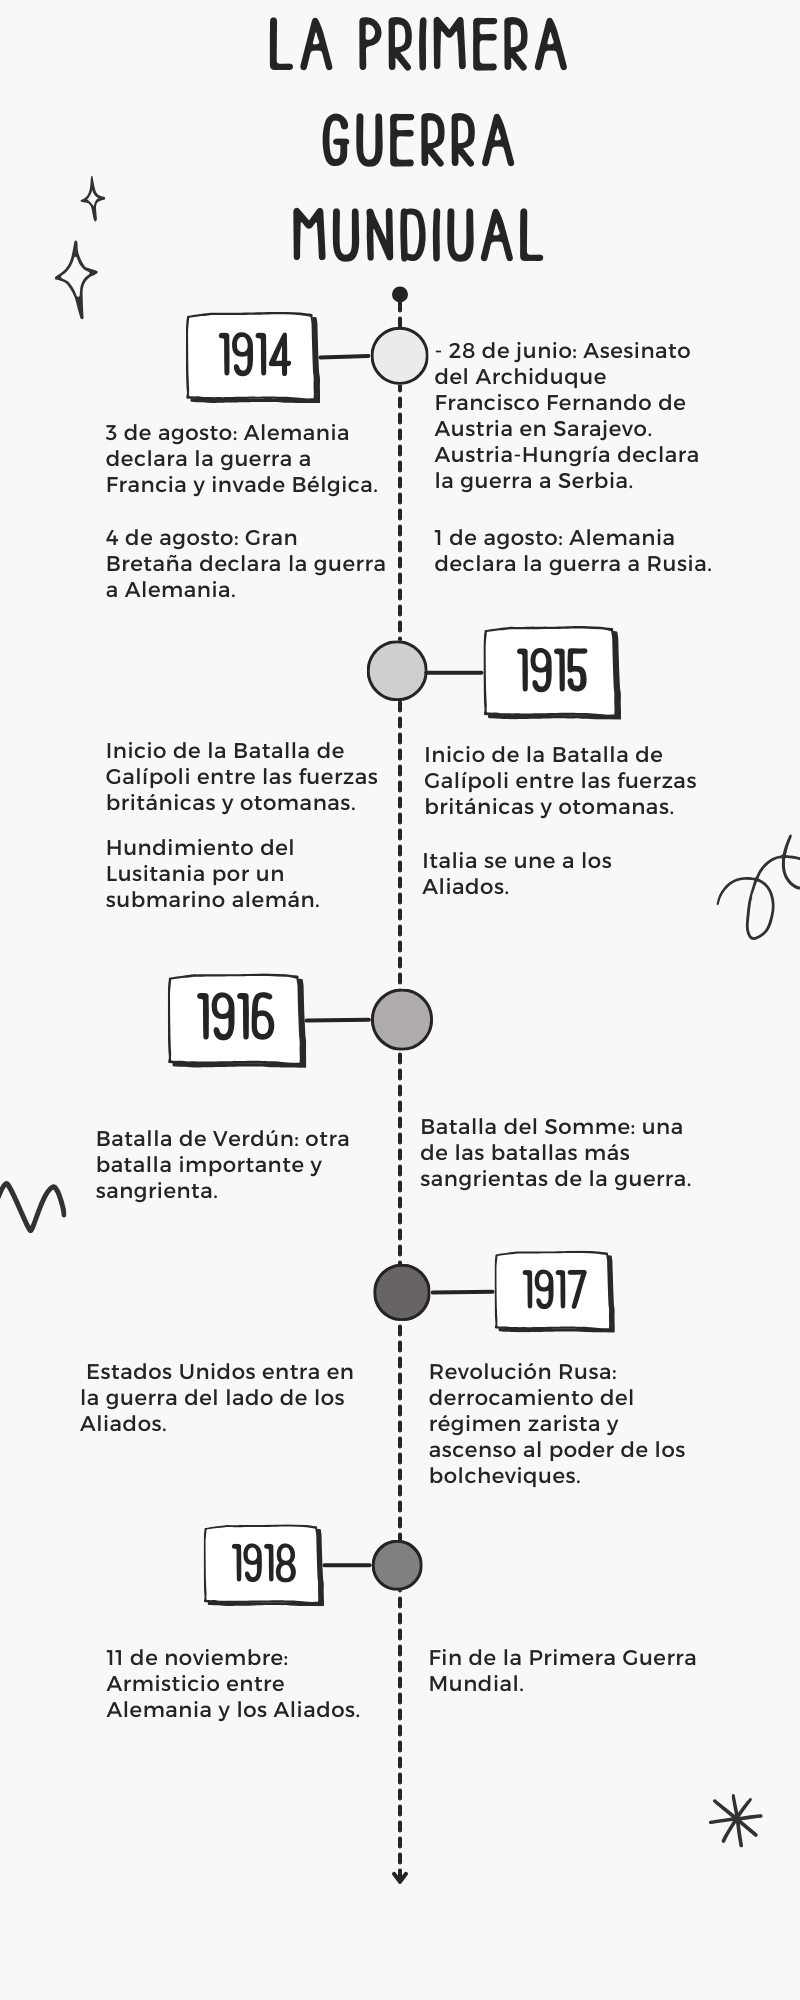 LA PRIMERA
GUERRA
MUNDIUAL
1914
- 28 de junio: Asesinato
del Archiduque
Francisco Fernando de
Austria en Sarajevo.
Austria-Hungría declara
la guerra a Serbia.
3 de agosto: Alemania
declara la guerra a
Francia y invade Bélgica.
4 de agosto: Gran
Bretaña declara la guerra
a Alemania.
1 de agosto: Alemania
declara la guerra a Rusia.
1915
Inicio de la Batalla de
Galípoli entre las fuerzas
británicas y otomanas.
Hundimiento del
Lusitania por un
submarino alemán.
Inicio de la Batalla de
Galípoli entre las fuerzas
británicas y otomanas.
Italia se une a los
Aliados.
1916
Batalla de Verdún: otra
batalla importante y
sangrienta.
Batalla del Somme: una
de las batallas más
sangrientas de la guerra.
1917
Estados Unidos entra en
la guerra del lado de los
Aliados.
Revolución Rusa:
derrocamiento del
régimen zarista y
ascenso al poder de los
bolcheviques.
1918
11 de noviembre:
Armisticio entre
Alemania y los Aliados.
Fin de la Primera Guerra
Mundial.